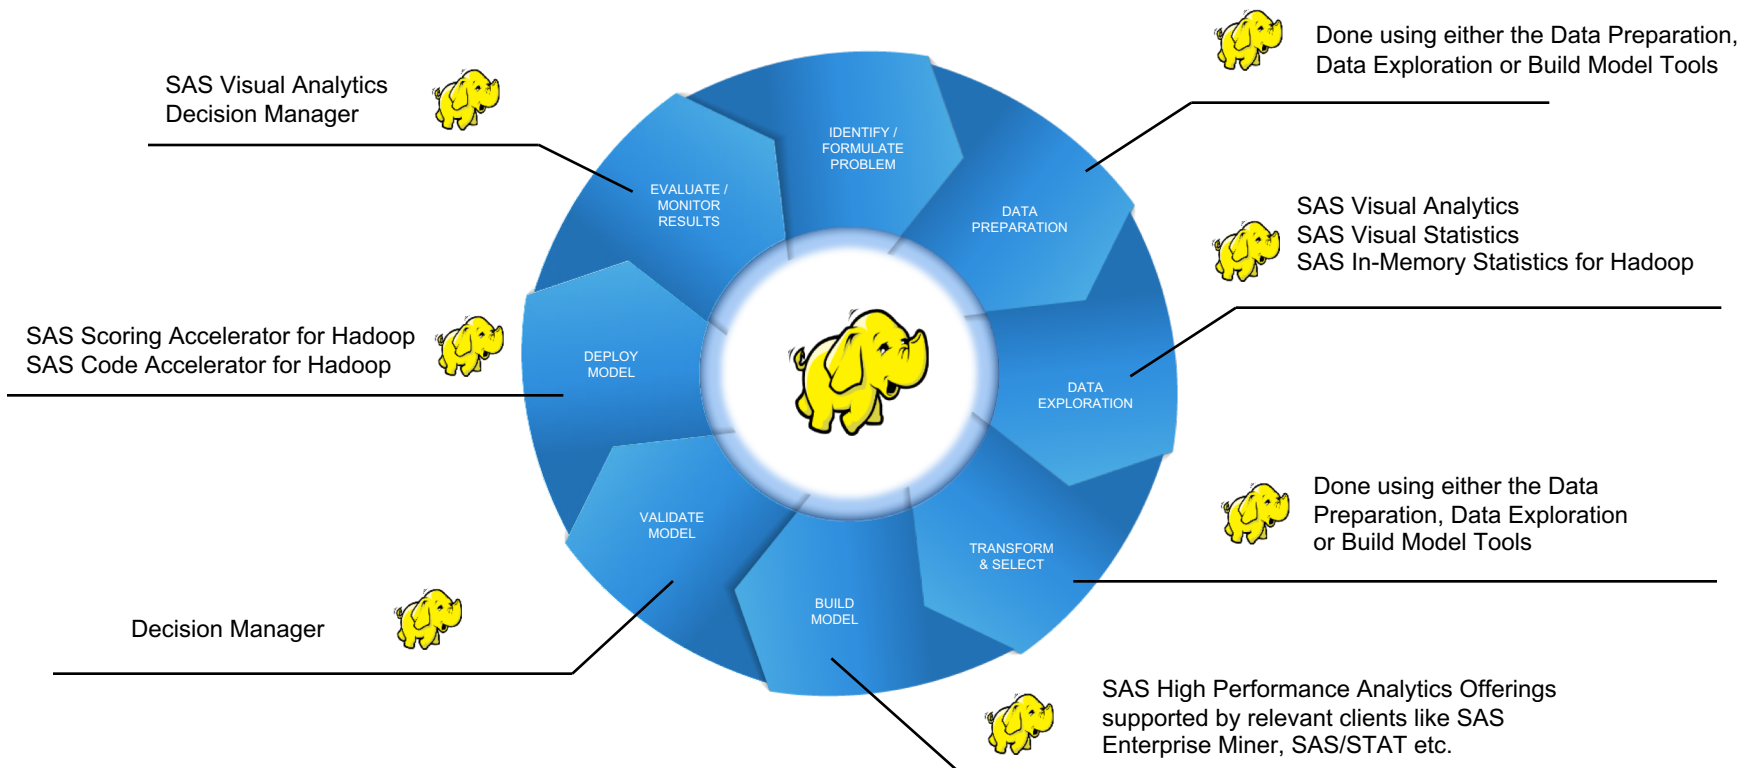 SAS Visual Analytics
Decision Manager
Done using either the Data Preparation,
Data Exploration or Build Model Tools
IDENTIFY /
FORMULATE
PROBLEM
EVALUATE /
MONITOR
RESULTS
DATA
PREPARATION
SAS Visual Analytics
SAS Visual Statistics
SAS In-Memory Statistics for Hadoop
SAS Scoring Accelerator for Hadoop
SAS Code Accelerator for Hadoop
DEPLOY
MODEL
DATA
EXPLORATION
VALIDATE
MODEL
TRANSFORM
& SELECT
Done using either the Data
Preparation, Data Exploration
or Build Model Tools
BUILD
MODEL
Decision Manager
SAS High Performance Analytics Offerings
supported by relevant clients like SAS
Enterprise Miner, SAS/STAT etc.